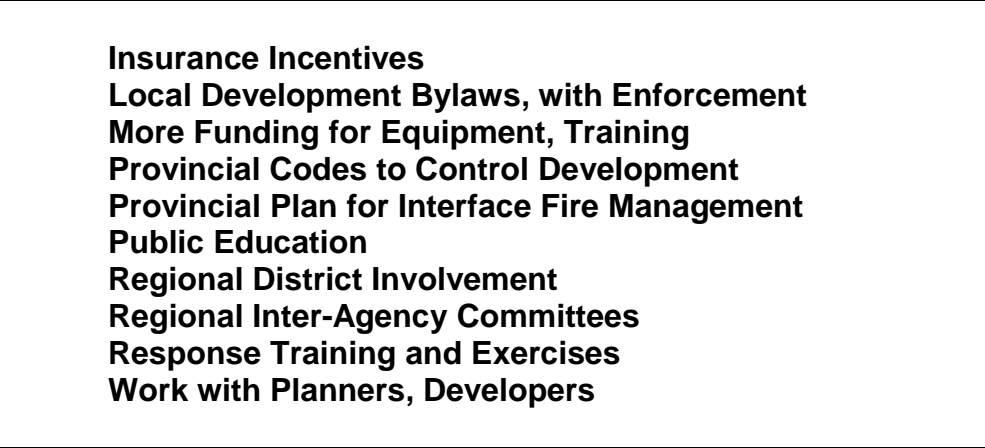 Insurance Incentives
Local Development Bylaws, with Enforcement
More Funding for Equipment, Training
Provincial Codes to Control Development
Provincial Plan for Interface Fire Management
Public Education
Regional District Involvement
Regional Inter-Agency Committees
Response Training and Exercises
Work with Planners, Developers